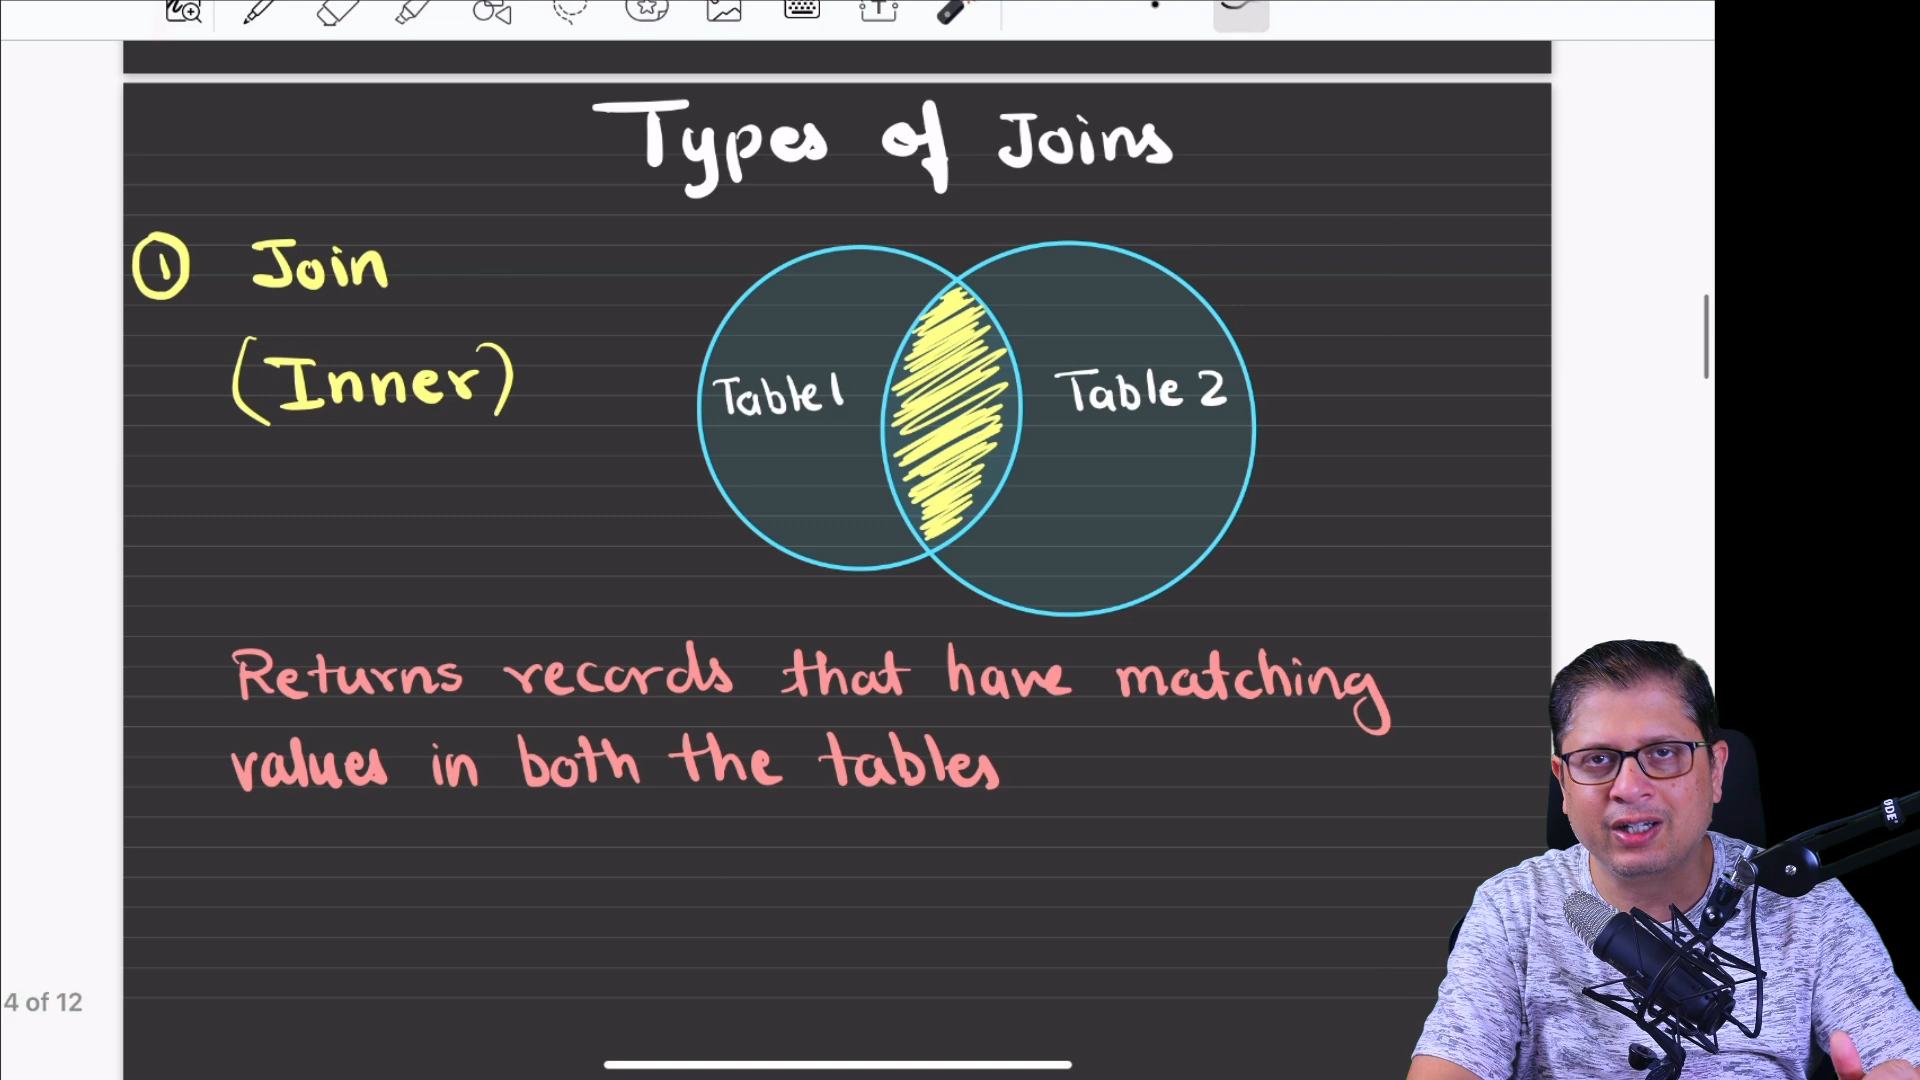 Types of Joins
1 Join
(Inner)
Table 1
Table 2
Returns records that have matching
values in both the tables
4 of 12